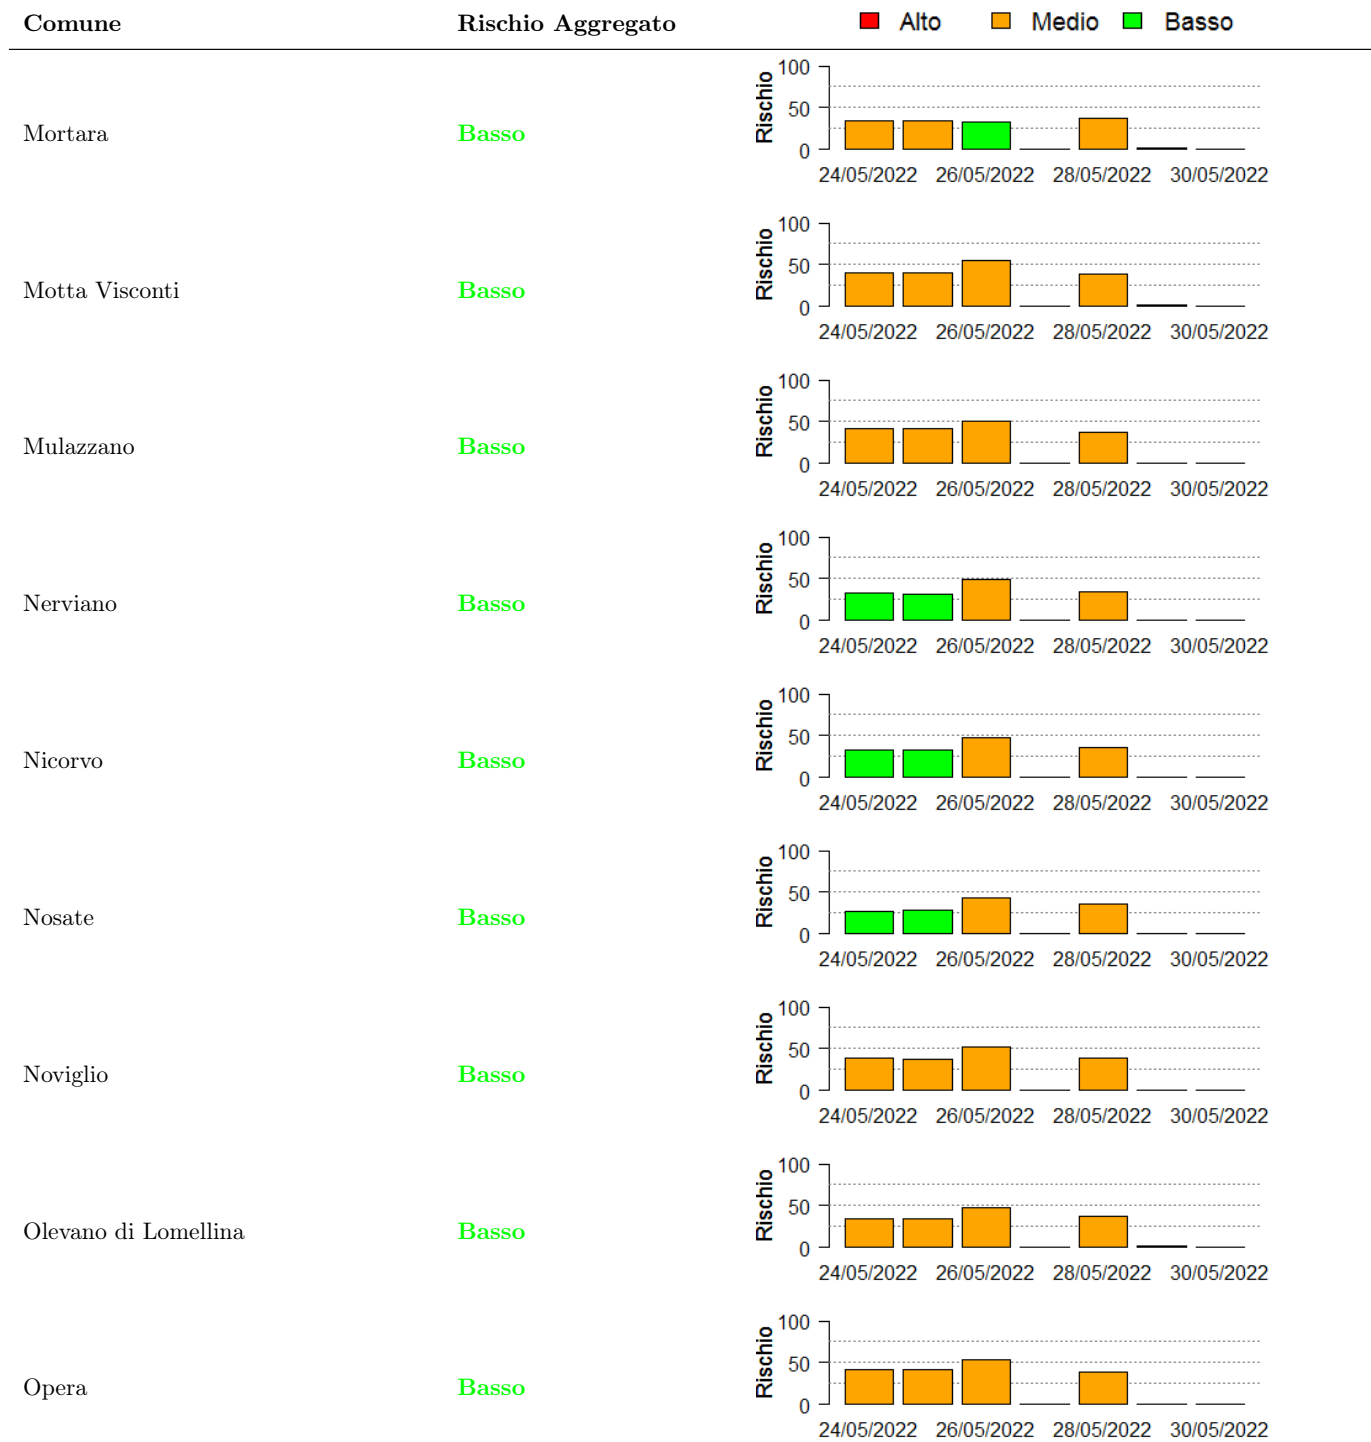 Comune Rischio Aggregato Alto Medio Basso
Mortara Basso Rischio 100 50 0
24/05/2022 26/05/2022 28/05/2022 30/05/2022
Motta Visconti Basso Rischio 100 50 0
24/05/2022 26/05/2022 28/05/2022 30/05/2022
Mulazzano Basso Rischio 100 50 0
24/05/2022 26/05/2022 28/05/2022 30/05/2022
Nerviano Basso Rischio 100 50 0
24/05/2022 26/05/2022 28/05/2022 30/05/2022
Nicorvo Basso Rischio 100 50 0
24/05/2022 26/05/2022 28/05/2022 30/05/2022
Nosate Basso Rischio 100 50 0
24/05/2022 26/05/2022 28/05/2022 30/05/2022
Noviglio Basso Rischio 100 50 0
24/05/2022 26/05/2022 28/05/2022 30/05/2022
Olevano di Lomellina Basso Rischio 100 50 0
24/05/2022 26/05/2022 28/05/2022 30/05/2022
Opera Basso Rischio 100 50 0
24/05/2022 26/05/2022 28/05/2022 30/05/2022